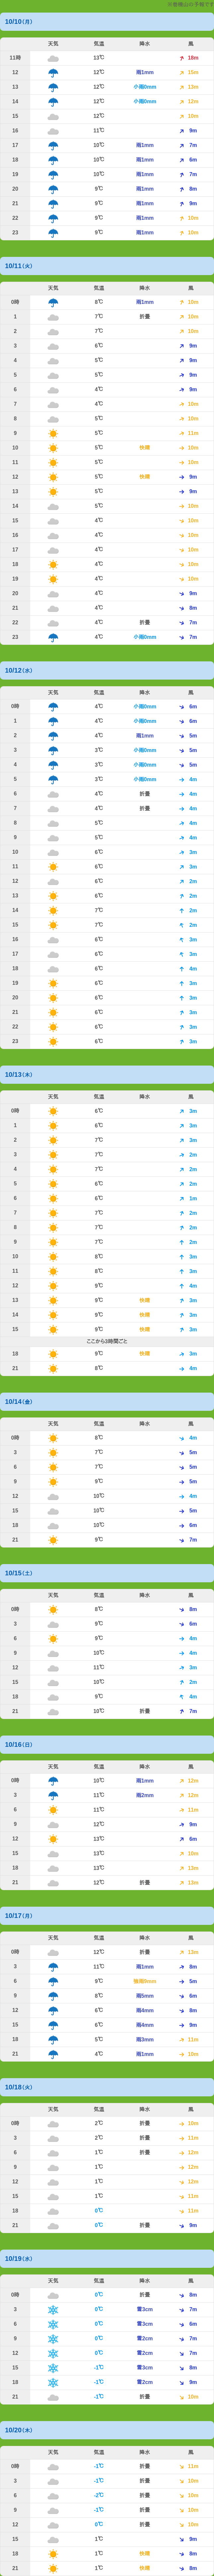 ※岩稜山の予報です
10/10(月)
天気 気温 降水 風
11時 13℃ 18m
12 12℃ 雨1mm 15m
13 12℃ 小雨0mm 13m
14 12℃ 小雨0mm 12m
15 12℃ 10m
16 11℃ 9m
17 10℃ 雨1mm 7m
18 10℃ 雨1mm 6m
19 10℃ 雨1mm 7m
20 9℃ 雨1mm 8m
21 9℃ 雨1mm 9m
22 9℃ 雨1mm 10m
23 9℃ 雨1mm 10m
10/11(火)
天気 気温 降水 風
0時 8℃ 雨1mm 10m
1 7℃ 折曇 10m
2 7℃ 10m
3 6℃ 9m
4 5℃ 9m
5 5℃ 9m
6 4℃ 9m
7 4℃ 10m
8 5℃ 10m
9 5℃ 11m
10 5℃ 快晴 10m
11 5℃ 10m
12 5℃ 快晴 9m
13 5℃ 9m
14 5℃ 10m
15 4℃ 10m
16 4℃ 10m
17 4℃ 10m
18 4℃ 10m
19 4℃ 10m
20 4℃ 9m
21 4℃ 8m
22 4℃ 折曇 7m
23 4℃ 小雨0mm 7m
10/12(水)
天気 気温 降水 風
0時 4℃ 小雨0mm 6m
1 4℃ 小雨0mm 6m
2 4℃ 雨1mm 5m
3 3℃ 小雨0mm 5m
4 3℃ 小雨0mm 5m
5 3℃ 小雨0mm 4m
6 4℃ 折曇 4m
7 4℃ 折曇 4m
8 5℃ 4m
9 5℃ 4m
10 6℃ 3m
11 6℃ 3m
12 6℃ 2m
13 6℃ 2m
14 7℃ 2m
15 7℃ 2m
16 6℃ 3m
17 6℃ 3m
18 6℃ 4m
19 6℃ 3m
20 6℃ 3m
21 6℃ 3m
22 6℃ 3m
23 6℃ 3m
10/13(木)
天気 気温 降水 風
0時 6℃ 3m
1 6℃ 3m
2 7℃ 3m
3 7℃ 2m
4 7℃ 2m
5 6℃ 2m
6 6℃ 1m
7 7℃ 2m
8 7℃ 2m
9 9℃ 2m
10 8℃ 3m
11 8℃ 3m
12 9℃ 4m
13 9℃ 快晴 3m
14 9℃ 快晴 3m
15 9℃ 快晴 3m
ここから3時間ごと
18 9℃ 快晴 3m
21 8℃ 4m
10/14(金)
天気 気温 降水 風
0時 8℃ 4m
3 7℃ 5m
6 7℃ 5m
9 9℃ 5m
12 10℃ 4m
15 10℃ 5m
18 10℃ 6m
21 9℃ 7m
10/15(土)
天気 気温 降水 風
0時 8℃ 8m
3 9℃ 6m
6 9℃ 4m
9 10℃ 4m
12 11℃ 3m
15 10℃ 2m
18 9℃ 4m
21 10℃ 折曇 7m
10/16(日)
天気 気温 降水 風
0時 10℃ 雨1mm 12m
3 11℃ 雨2mm 12m
6 11℃ 11m
9 12℃ 9m
12 13℃ 6m
15 13℃ 10m
18 13℃ 13m
21 12℃ 折曇 13m
10/17(月)
天気 気温 降水 風
0時 12℃ 折曇 13m
3 11℃ 雨1mm 8m
6 9℃ 5m
9 8℃ 雨5mm 6m
12 6℃ 雨4mm 8m
15 6℃ 雨4mm 9m
18 5℃ 雨3mm 11m
21 4℃ 雨1mm 10m
10/18(火)
天気 気温 降水 風
0時 2℃ 折曇 10m
3 2℃ 折曇 11m
6 1℃ 折曇 12m
9 1℃ 12m
12 1℃ 12m
15 1℃ 11m
18 0℃ 11m
21 0℃ 折曇 9m
10/19(水)
天気 気温 降水 風
0時 0℃ 折曇 8m
3 0℃ 雪3cm 7m
6 0℃ 雪3cm 6m
9 0℃ 雪2cm 7m
12 0℃ 雪2cm 7m
15 -1℃ 雪3cm 8m
18 -1℃ 雪2cm 9m
21 -1℃ 折曇 10m
10/20(木)
天気 気温 降水 風
0時 -1℃ 折曇 11m
3 -1℃ 折曇 10m
6 -2℃ 折曇 10m
9 -1℃ 折曇 10m
12 0℃ 折曇 10m
15 1℃ 9m
18 1℃ 快晴 8m
21 1℃ 快晴 8m